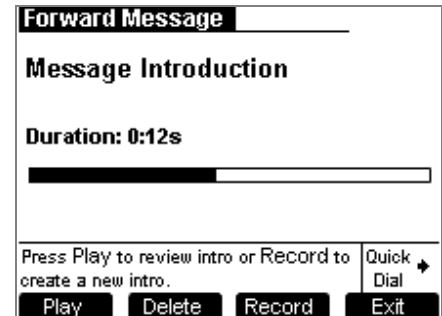 Forward Message
Message Introduction
Duration: 0:12s
Press Play to review intro or Record to
create a new intro.
Quick
Dial
Play Delete Record Exit